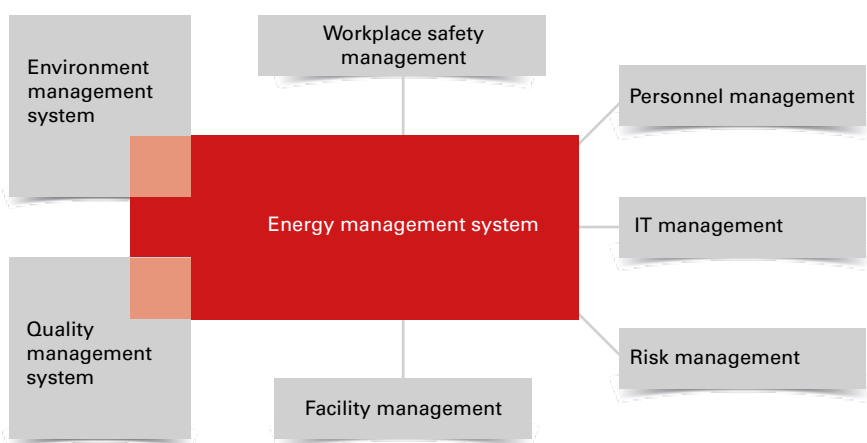 Workplace safety
management
Environment
management
system
Personnel management
Energy management system
IT management
Quality
management
system
Risk management
Facility management